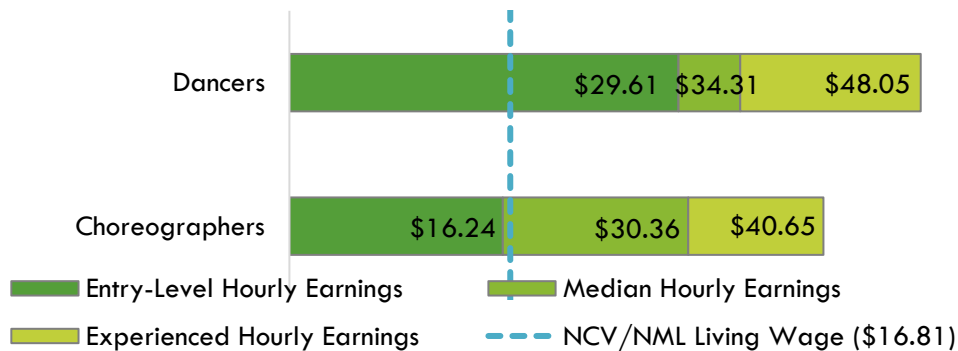 Dancers $29.61 $34.31 $48.05
Choreographers $16.24 $30.36 $40.65
Entry-Level Hourly Earnings Median Hourly Earnings
Experienced Hourly Earnings NCV/NML Living Wage ($16.81)